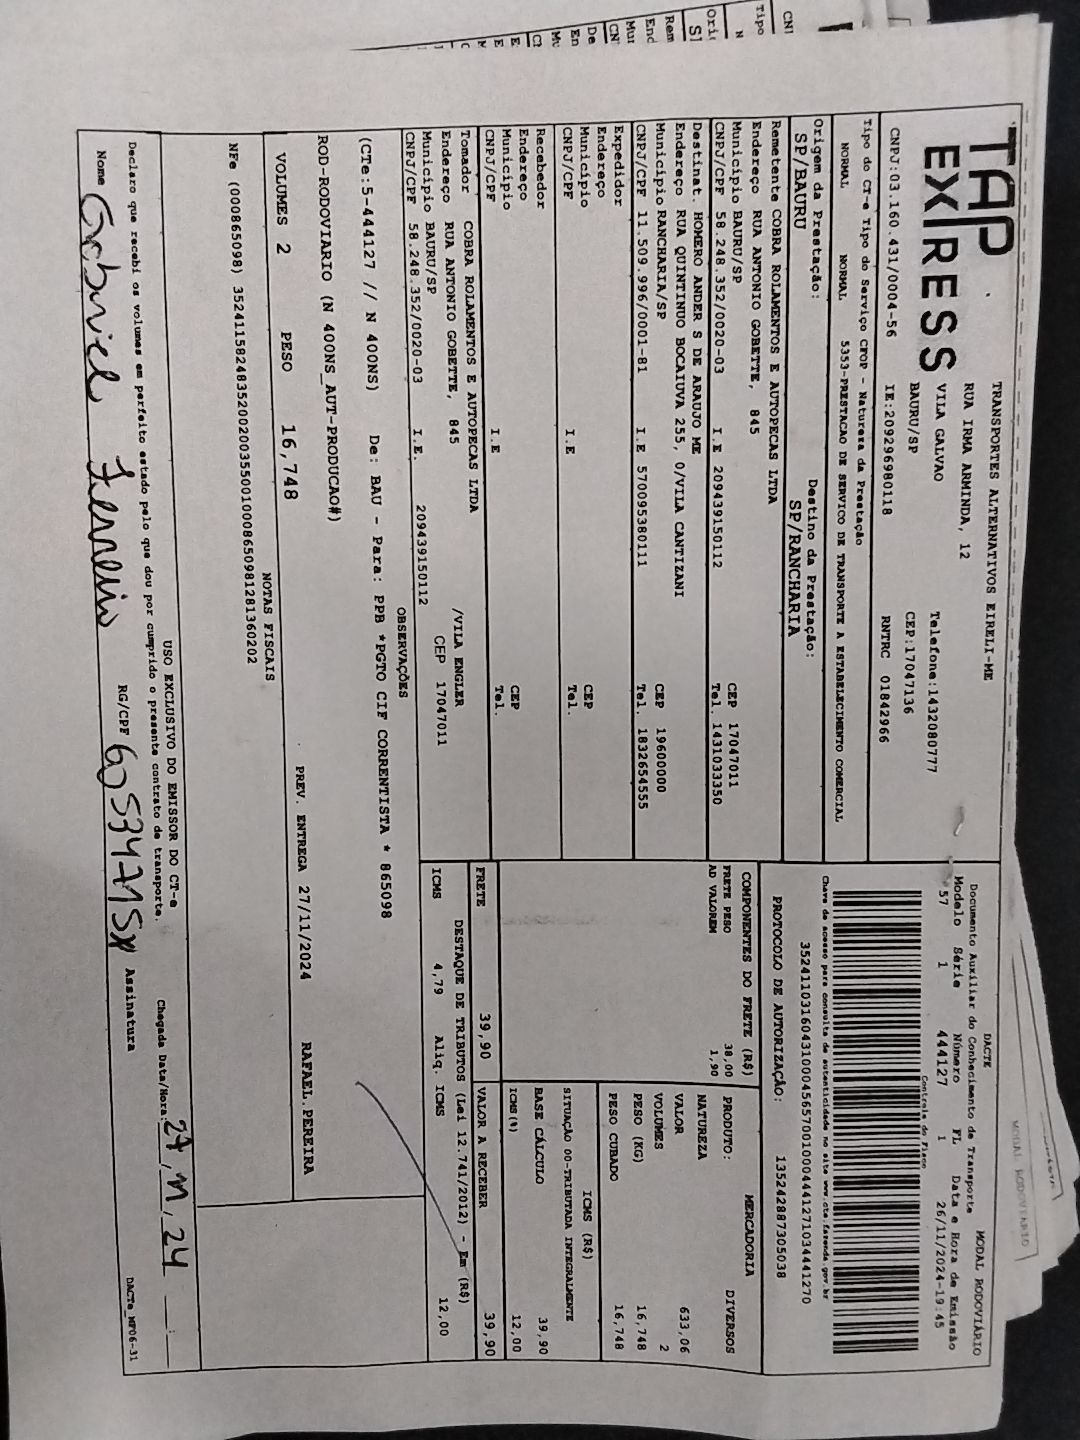 TAP
EXPRESS
TRANSPORTES ALTERNATIVOS EIRELI-ME
RUA IRMA ARMINDA, 12
VILA GALVAO
BAURU/SP
Telefone:1432080777
CEP:17047136
CNPJ:03.160.431/0004-56 IE:209296980118 RNTRC 01842966
DACTE MODAL RODOVIÁRIO
Documento Auxiliar do Conhecimento de Transporte
Modelo Série Número FL Data e Hora de Emissão
57 1 444127 1 26/11/2024-19:45
Controle do Fisco
Chave de acesso para consulta de autenticidade no site www.cte.fazenda.gov.br
PROTOCOLO DE AUTORIZAÇÃO: 135242887305038
Tipo do CT-e Tipo do Serviço CFOP - Natureza da Prestação
NORMAL NORMAL 5353-PRESTACAO DE SERVICO DE TRANSPORTE A ESTABELECIMENTO COMERCIAL
Origem da Prestação: Destino da Prestação:
SP/BAURU SP/RANCHARIA
Remetente COBRA ROLAMENTOS E AUTOPECAS LTDA
Endereço RUA ANTONIO GOBETTE, 845
Município BAURU/SP CEP 17047011
CNPJ/CPF 58.248.352/0020-03 I.E 209439150112 Tel. 1431033350
Destinat. HOMERO ANDER S DE ARAUJO ME
Endereço RUA QUINTINUO BOCAIUVA 255, 0/VILA CANTIZANI
Município RANCHARIA/SP CEP 19600000
CNPJ/CPF 11.509.996/0001-81 I.E 570095380111 Tel. 1832654555
Expedidor
Endereço
Município CEP
CNPJ/CPF I.E Tel.
Recebedor
Endereço
Município CEP
CNPJ/CPF I.E Tel.
Tomador COBRA ROLAMENTOS E AUTOPECAS LTDA
Endereço RUA ANTONIO GOBETTE, 845 /VILA ENGLER
Município BAURU/SP CEP 17047011
CNPJ/CPF 58.248.352/0020-03 I.E. 209439150112
COMPONENTES DO FRETE (R$)
FRETE PESO 38,00
AD VALOREM 1,90
MERCADORIA
PRODUTO: DIVERSOS
NATUREZA
VALOR 633,06
VOLUMES 2
PESO (KG) 16,748
PESO CUBADO 16,748
ICMS (R$)
SITUAÇÃO 00-TRIBUTADA INTEGRALMENTE
BASE CÁLCULO 39,90
ICMS(%) 12,00
FRETE 39,90 VALOR A RECEBER 39,90
DESTAQUE DE TRIBUTOS (Lei 12.741/2012) - Em (R$)
ICMS 4,79 Aliq. ICMS 12,00
OBSERVAÇÕES
(CTe:5-444127 // N 400NS) De: BAU - Para: PPB *PGTO CIF CORRENTISTA * 865098
ROD-RODOVIARIO (N 400NS_AUT-PRODUCAO#)
VOLUMES 2 PESO 16,748 PREV. ENTREGA 27/11/2024 RAFAEL.PEREIRA
NOTAS FISCAIS
NFe (000865098) 35241158248352002003550010008650981281360202
USO EXCLUSIVO DO EMISSOR DO CT-e
Declaro que recebi os volumes em perfeito estado pelo que dou por cumprido o presente contrato de transporte.
Chegada Data/Hora: 27, 11, 24
Nome Gabriel Ferreira RG/CPF Assinatura
DACTe_MF06-31